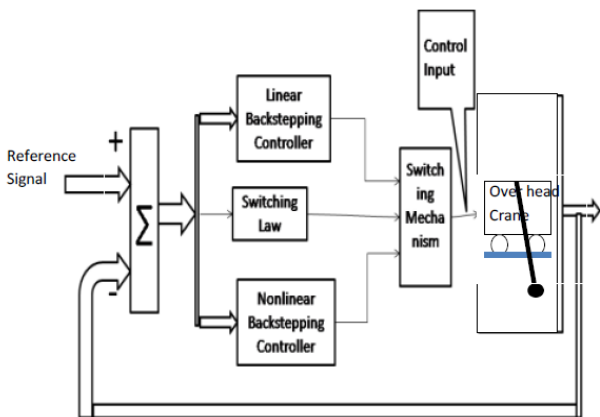 Control
Input
Linear
Backstepping
Controller
+
Reference
Signal
Σ
Switching
Law
Switch
ing
Mecha
nism
Over head
Crane
-
Nonlinear
Backstepping
Controller